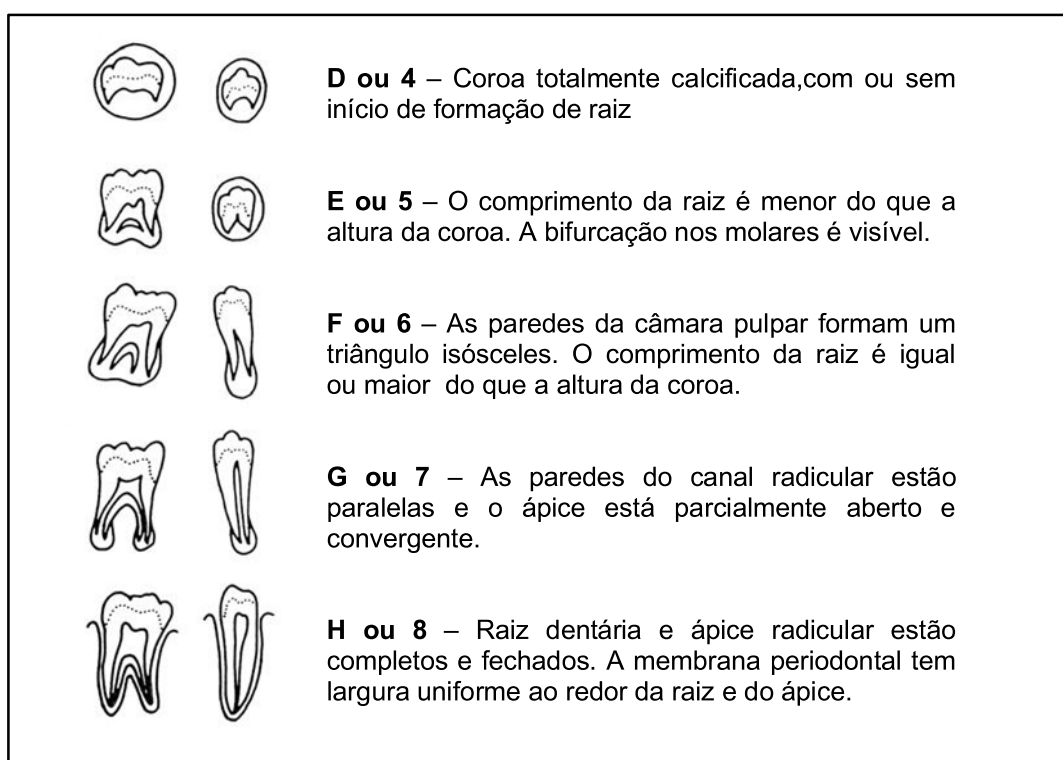 D ou 4 – Coroa totalmente calcificada,com ou sem
início de formação de raiz
E ou 5 – O comprimento da raiz é menor do que a
altura da coroa. A bifurcação nos molares é visível.
F ou 6 – As paredes da câmara pulpar formam um
triângulo isósceles. O comprimento da raiz é igual
ou maior do que a altura da coroa.
G ou 7 – As paredes do canal radicular estão
paralelas e o ápice está parcialmente aberto e
convergente.
H ou 8 – Raiz dentária e ápice radicular estão
completos e fechados. A membrana periodontal tem
largura uniforme ao redor da raiz e do ápice.